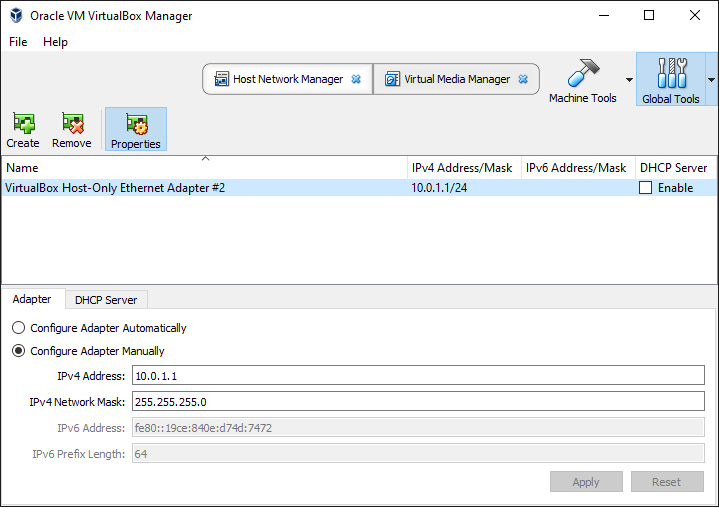 Oracle VM VirtualBox Manager
File Help
Host Network Manager Virtual Media Manager
Machine Tools Global Tools
Create Remove Properties
Name IPv4 Address/Mask IPv6 Address/Mask DHCP Server
VirtualBox Host-Only Ethernet Adapter #2 10.0.1.1/24 Enable
Adapter DHCP Server
Configure Adapter Automatically
Configure Adapter Manually
IPv4 Address: 10.0.1.1
IPv4 Network Mask: 255.255.255.0
IPv6 Address: fe80::19ce:840e:d74d:7472
IPv6 Prefix Length: 64
Apply Reset